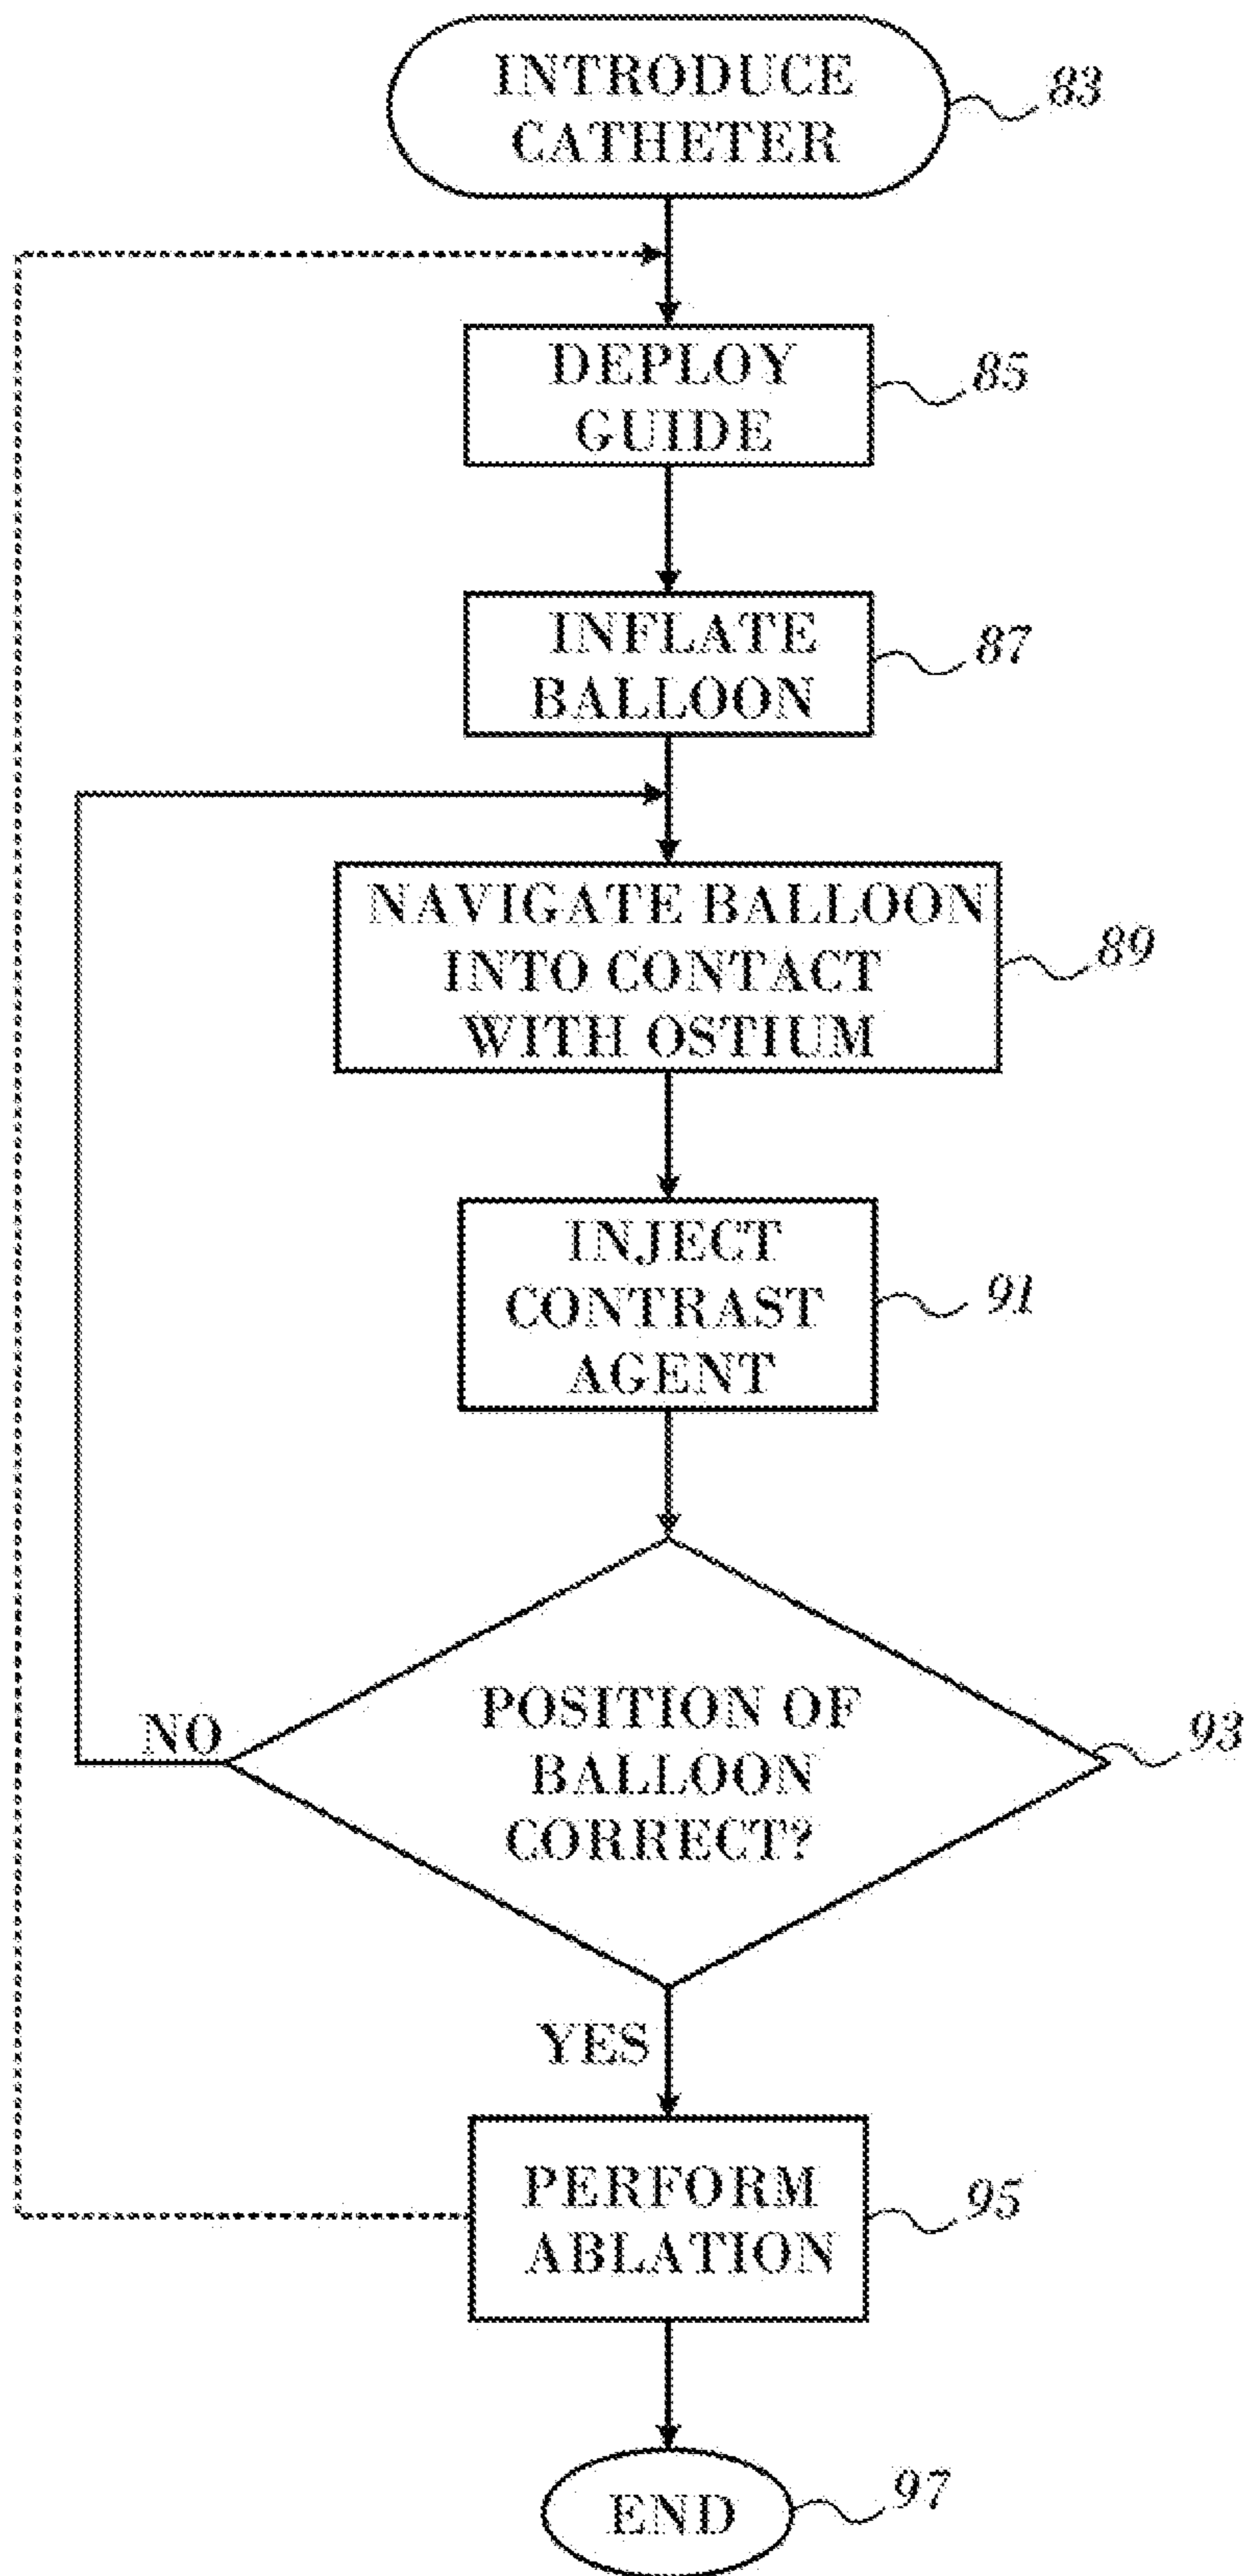 INTRODUCE
CATHETER
83
DEPLOY
GUIDE
85
INFLATE
BALLOON
87
NAVIGATE BALLOON
INTO CONTACT
WITH OSTIUM
89
INJECT
CONTRAST
AGENT
91
POSITION OF
BALLOON
CORRECT?
93
NO
YES
PERFORM
ABLATION
95
END
97